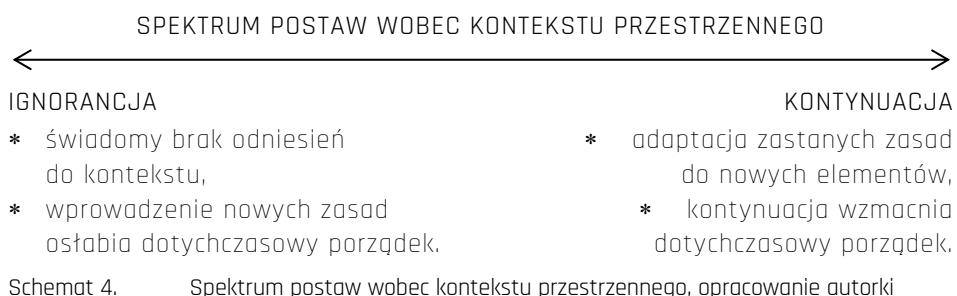 SPEKTRUM POSTAW WOBEC KONTEKSTU PRZESTRZENNEGO
IGNORANCJA
* świadomy brak odniesień
do kontekstu,
* wprowadzenie nowych zasad
osłabia dotychczasowy porządek.
KONTYNUACJA
* adaptacja zastanych zasad
do nowych elementów,
* kontynuacja wzmacnia
dotychczasowy porządek.
Schemat 4. Spektrum postaw wobec kontekstu przestrzennego, opracowanie autorki